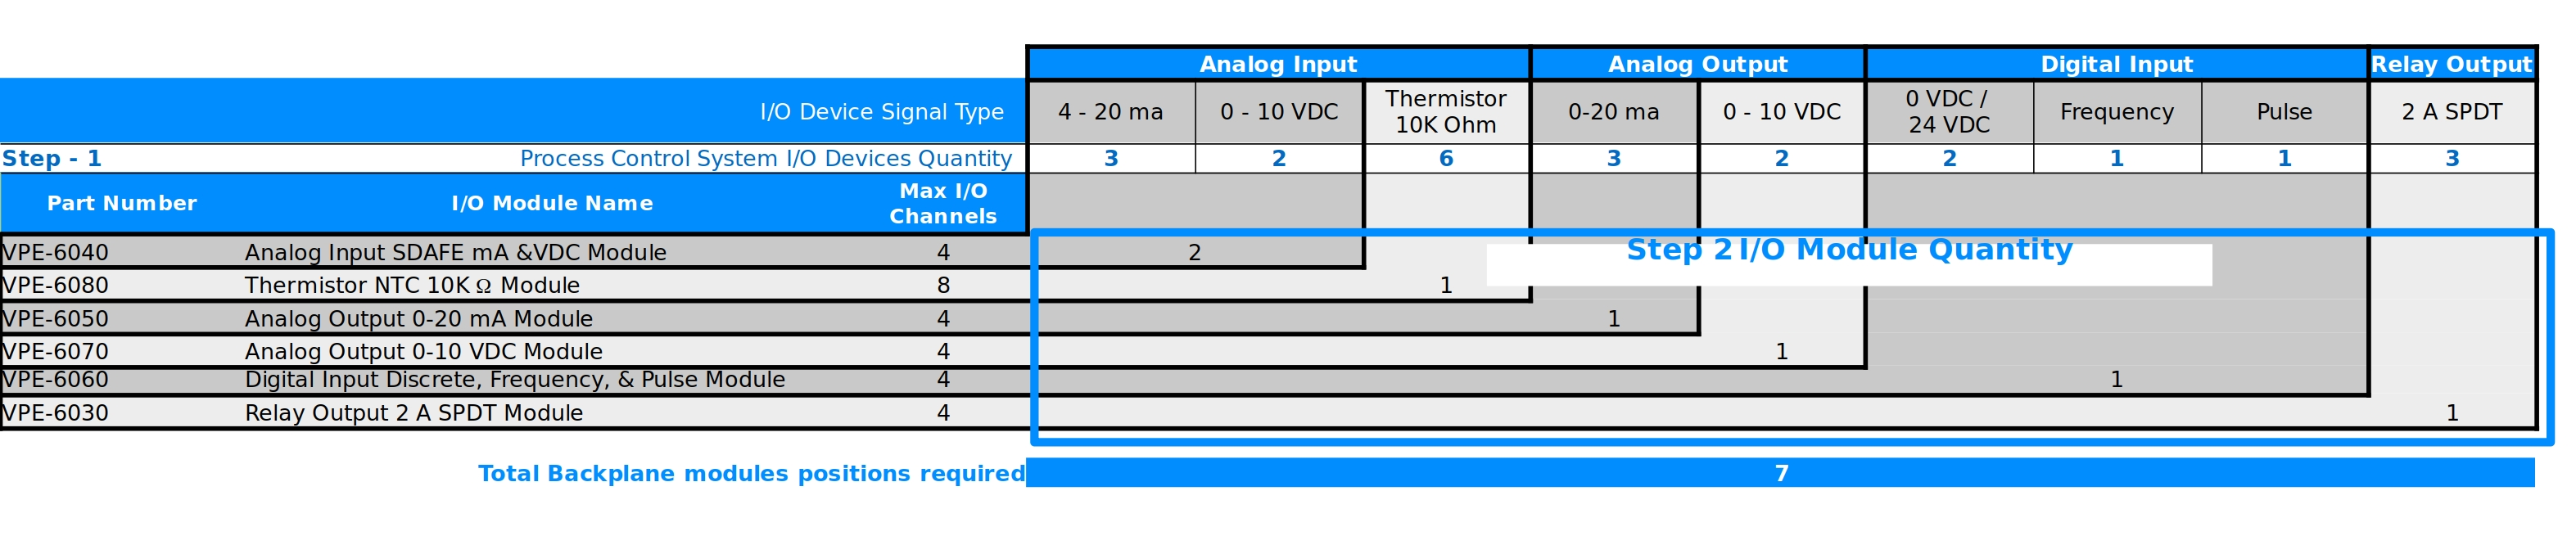 Analog Input Analog Output Digital Input Relay Output
I/O Device Signal Type 4 - 20 ma 0 - 10 VDC Thermistor 10K Ohm 0-20 ma 0 - 10 VDC 0 VDC / 24 VDC Frequency Pulse 2 A SPDT
Step - 1 Process Control System I/O Devices Quantity 3 2 6 3 2 2 1 1 3
Part Number I/O Module Name Max I/O Channels
Step 2 I/O Module Quantity
VPE-6040 Analog Input SDAFE mA &VDC Module 4 2
VPE-6080 Thermistor NTC 10K Ω Module 8 1
VPE-6050 Analog Output 0-20 mA Module 4 1
VPE-6070 Analog Output 0-10 VDC Module 4 1
VPE-6060 Digital Input Discrete, Frequency, & Pulse Module 4 1
VPE-6030 Relay Output 2 A SPDT Module 4 1
Total Backplane modules positions required 7